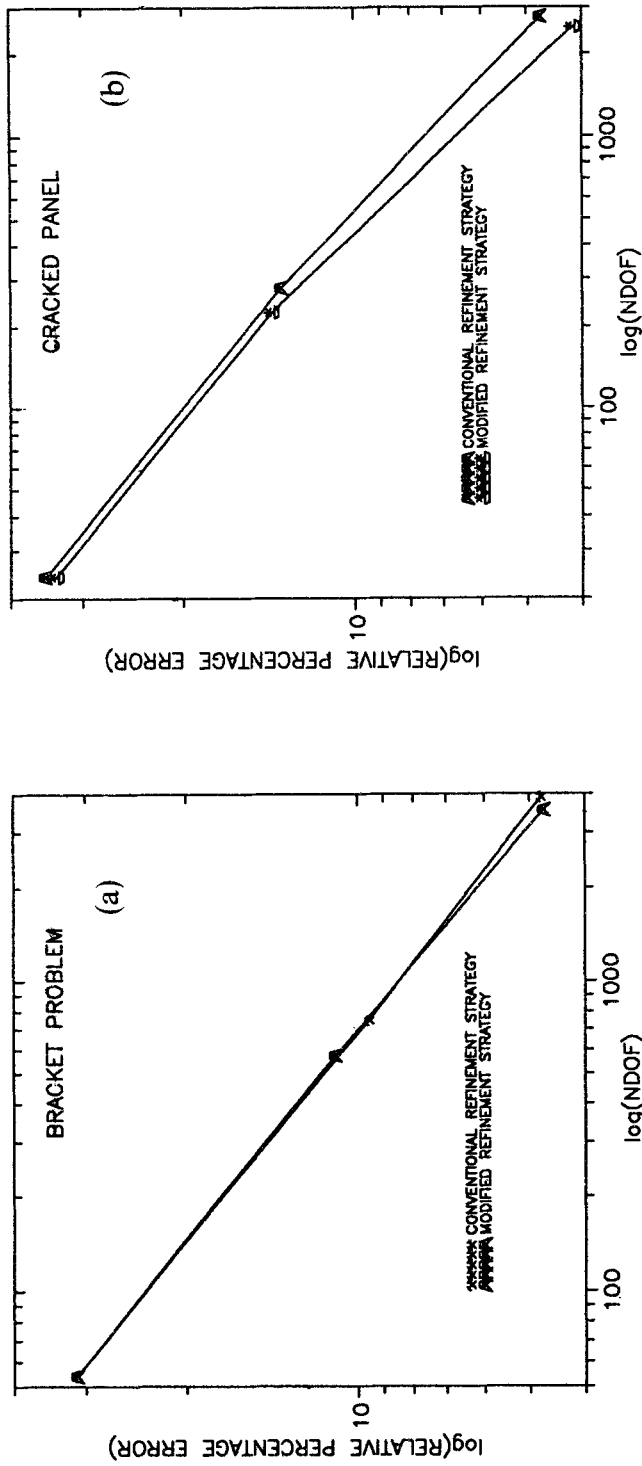 BRACKET PROBLEM
(a)
log(RELATIVE PERCENTAGE ERROR)
10
CONVENTIONAL REFINEMENT STRATEGY
MODIFIED REFINEMENT STRATEGY
100
1000
log(NDOF)
CRACKED PANEL
(b)
log(RELATIVE PERCENTAGE ERROR)
10
CONVENTIONAL REFINEMENT STRATEGY
MODIFIED REFINEMENT STRATEGY
100
1000
log(NDOF)